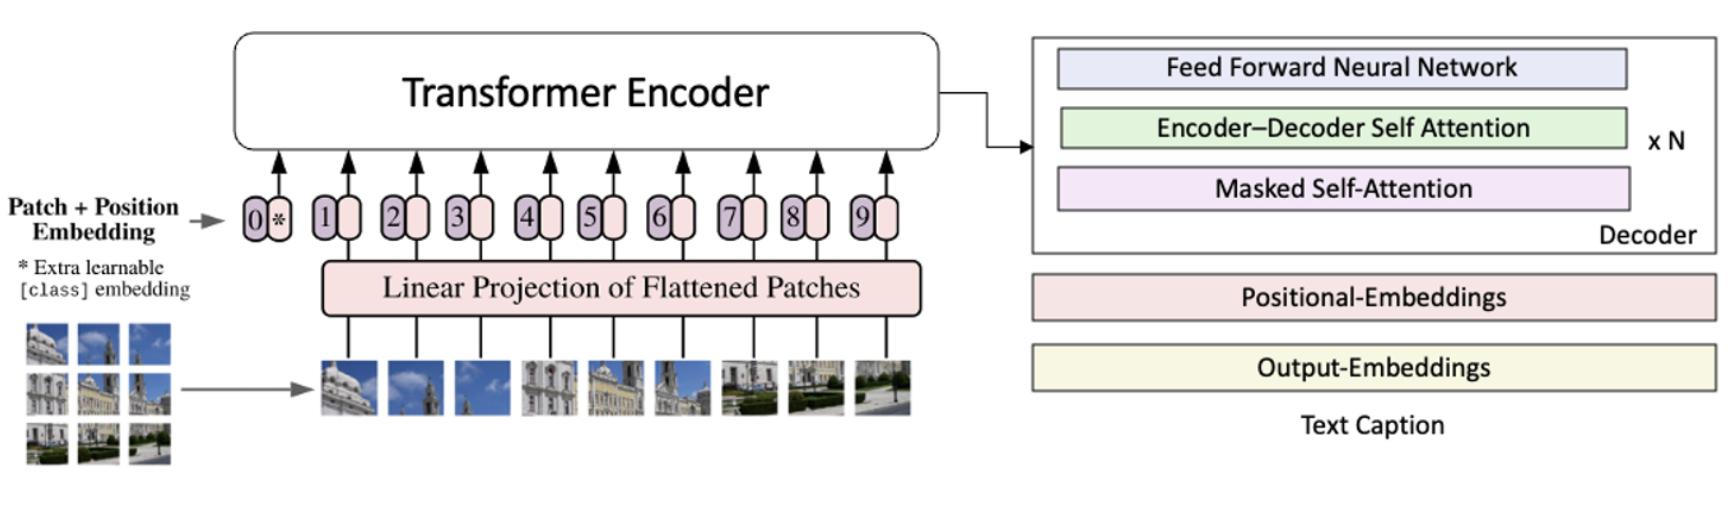 Transformer Encoder
Patch + Position
Embedding
0 * 1 2 3 4 5 6 7 8 9
* Extra learnable
[class] embedding
Linear Projection of Flattened Patches
Feed Forward Neural Network
Encoder–Decoder Self Attention
x N
Masked Self-Attention
Decoder
Positional-Embeddings
Output-Embeddings
Text Caption